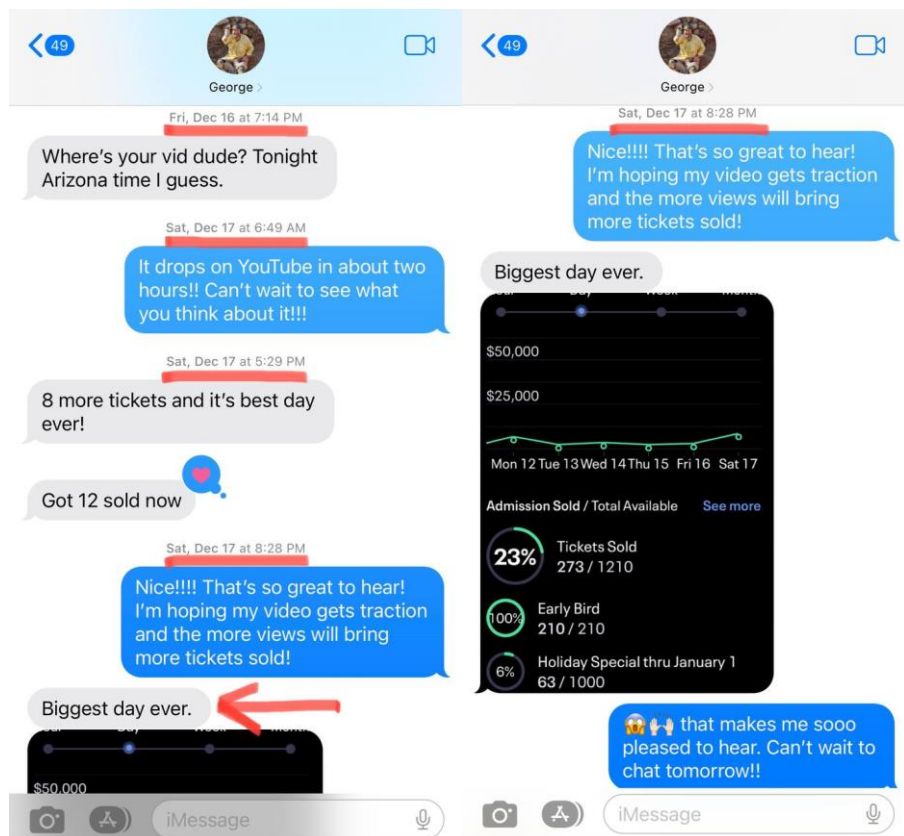 49
George
Fri, Dec 16 at 7:14 PM
Where's your vid dude? Tonight
Arizona time I guess.
Sat, Dec 17 at 6:49 AM
It drops on YouTube in about two
hours!! Can't wait to see what
you think about it!!!
Sat, Dec 17 at 5:29 PM
8 more tickets and it's best day
ever!
Got 12 sold now
Sat, Dec 17 at 8:28 PM
Nice!!!! That's so great to hear!
I'm hoping my video gets traction
and the more views will bring
more tickets sold!
Biggest day ever.
Day
$50,000
iMessage
49
George
Sat, Dec 17 at 8:28 PM
Nice!!!! That's so great to hear!
I'm hoping my video gets traction
and the more views will bring
more tickets sold!
Biggest day ever.
Day Week Month
$50,000
$25,000
Mon 12 Tue 13 Wed 14 Thu 15 Fri 16 Sat 17
Admission Sold / Total Available See more
23%
Tickets Sold
273 / 1210
100%
Early Bird
210 / 210
6%
Holiday Special thru January 1
63 / 1000
😱🙌🏻 that makes me sooo
pleased to hear. Can't wait to
chat tomorrow!!
iMessage